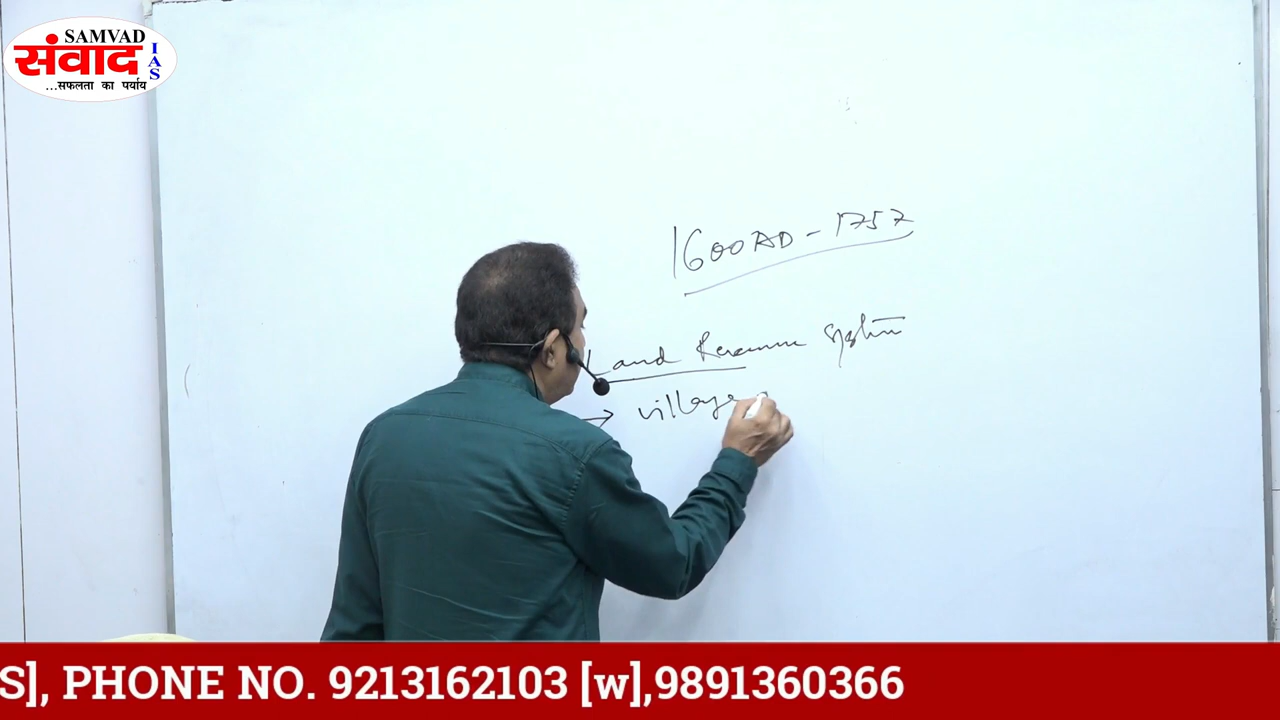 SAMVAD
संवाद
IAS
...सफलता का पर्याय
1600AD - 1757
Land Revenue System
→ village
S], PHONE NO. 9213162103 [w],9891360366